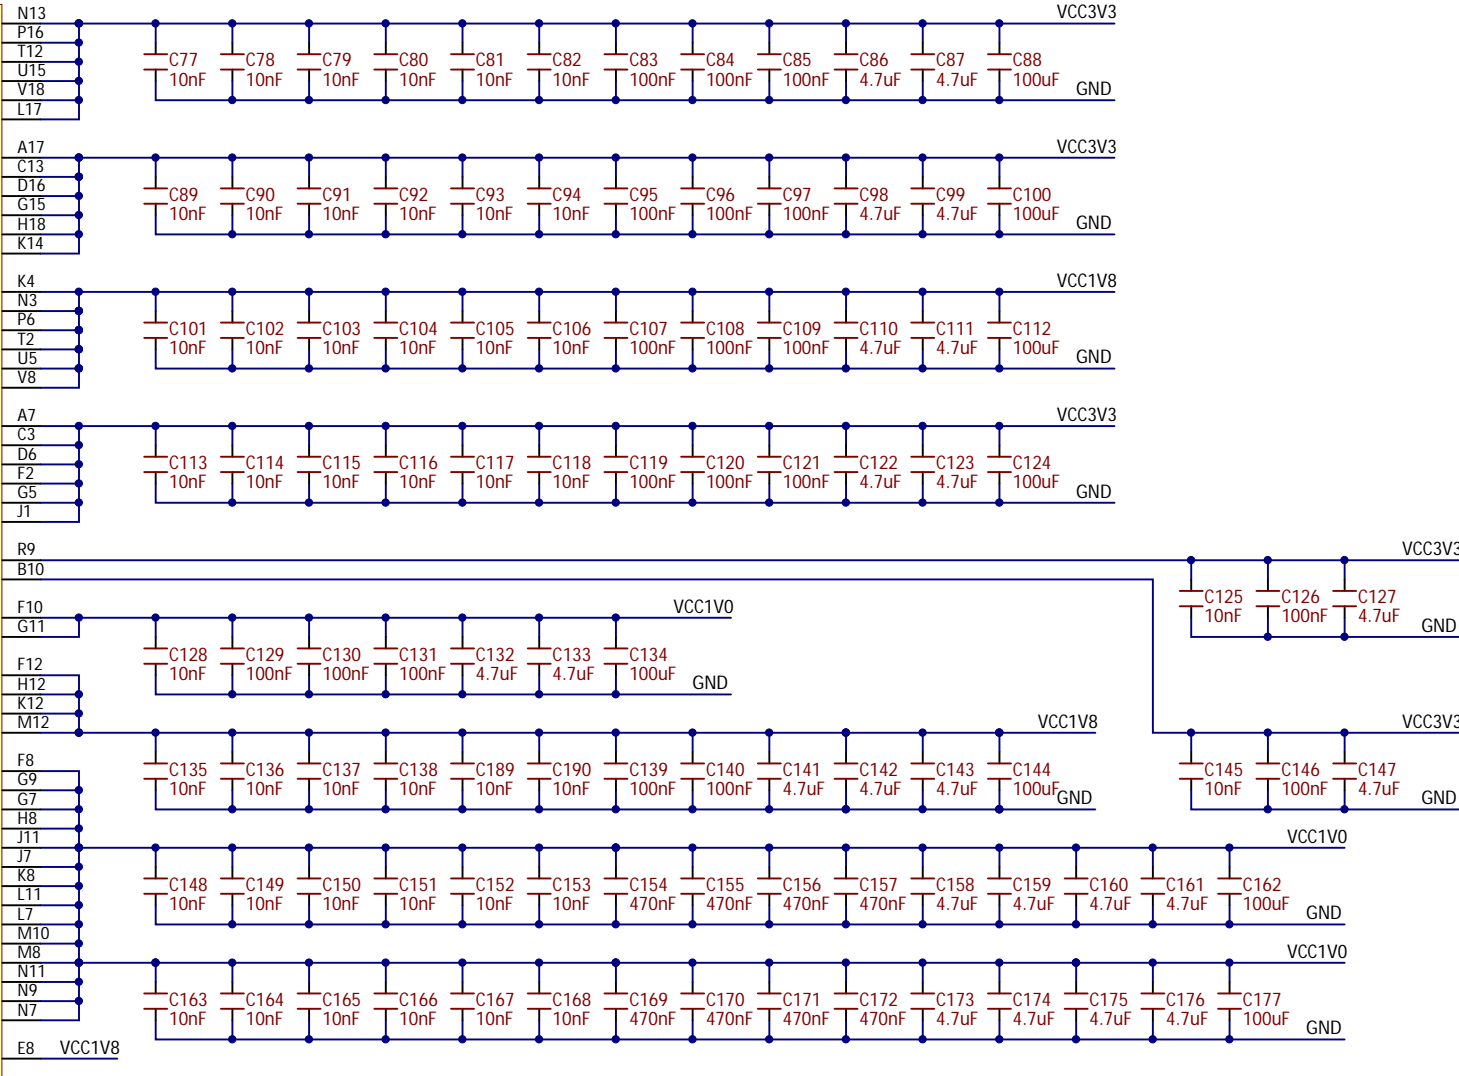 N13 VCC3V3
P16
T12
U15
V18
L17
C77 C78 C79 C80 C81 C82 C83 C84 C85 C86 C87 C88
10nF 10nF 10nF 10nF 10nF 10nF 100nF 100nF 100nF 4.7uF 4.7uF 100uF
GND
A17 VCC3V3
C13
D16
G15
H18
K14
C89 C90 C91 C92 C93 C94 C95 C96 C97 C98 C99 C100
10nF 10nF 10nF 10nF 10nF 10nF 100nF 100nF 100nF 4.7uF 4.7uF 100uF
GND
K4 VCC1V8
N3
P6
T2
U5
V8
C101 C102 C103 C104 C105 C106 C107 C108 C109 C110 C111 C112
10nF 10nF 10nF 10nF 10nF 10nF 100nF 100nF 100nF 4.7uF 4.7uF 100uF
GND
A7 VCC3V3
C3
D6
F2
G5
J1
C113 C114 C115 C116 C117 C118 C119 C120 C121 C122 C123 C124
10nF 10nF 10nF 10nF 10nF 10nF 100nF 100nF 100nF 4.7uF 4.7uF 100uF
GND
R9 VCC3V3
B10
C125 C126 C127
10nF 100nF 4.7uF
GND
F10 VCC1V0
G11
C128 C129 C130 C131 C132 C133 C134
10nF 100nF 100nF 100nF 4.7uF 4.7uF 100uF
GND
F12
H12
K12
M12 VCC1V8 VCC3V3
C135 C136 C137 C138 C189 C190 C139 C140 C141 C142 C143 C144 C145 C146 C147
10nF 10nF 10nF 10nF 10nF 10nF 100nF 100nF 4.7uF 4.7uF 4.7uF 100uF 10nF 100nF 4.7uF
GND GND
F8
G9
G7
H8
J11 VCC1V0
J7
K8
L11
L7
M10
C148 C149 C150 C151 C152 C153 C154 C155 C156 C157 C158 C159 C160 C161 C162
10nF 10nF 10nF 10nF 10nF 10nF 470nF 470nF 470nF 470nF 4.7uF 4.7uF 4.7uF 4.7uF 100uF
GND
M8 VCC1V0
N11
N9
N7
C163 C164 C165 C166 C167 C168 C169 C170 C171 C172 C173 C174 C175 C176 C177
10nF 10nF 10nF 10nF 10nF 10nF 470nF 470nF 470nF 470nF 4.7uF 4.7uF 4.7uF 4.7uF 100uF
GND
E8 VCC1V8